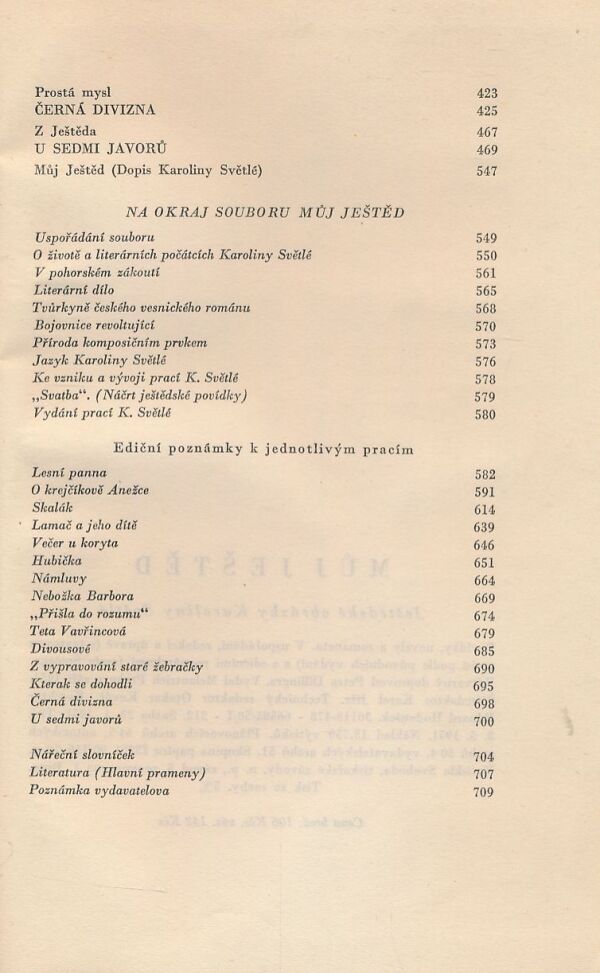 Prostá mysl 423
ČERNÁ DIVIZNA 425
Z Ještěda 467
U SEDMI JAVORŮ 469
Můj Ještěd (Dopis Karoliny Světlé) 547
NA OKRAJ SOUBORU MŮJ JEŠTĚD
Uspořádání souboru 549
O životě a literárních počátcích Karoliny Světlé 550
V pohorském zákoutí 561
Literární dílo 565
Tvůrkyně českého vesnického románu 568
Bojovnice revoltující 570
Příroda komposičním prvkem 573
Jazyk Karoliny Světlé 576
Ke vzniku a vývoji prací K. Světlé 578
„Svatba“. (Náčrt ještědské povídky) 579
Vydání prací K. Světlé 580
Ediční poznámky k jednotlivým pracím
Lesní panna 582
O krejčíkově Anežce 591
Skalák 614
Lamač a jeho dítě 639
Večer u koryta 646
Hubička 651
Námluvy 664
Nebožka Barbora 669
„Přišla do rozumu“ 674
Teta Vavřincová 679
Divousové 685
Z vypravování staré žebračky 690
Kterak se dohodli 695
Černá divizna 698
U sedmi javorů 700
Nářeční slovníček 704
Literatura (Hlavní prameny) 707
Poznámka vydavatelova 709